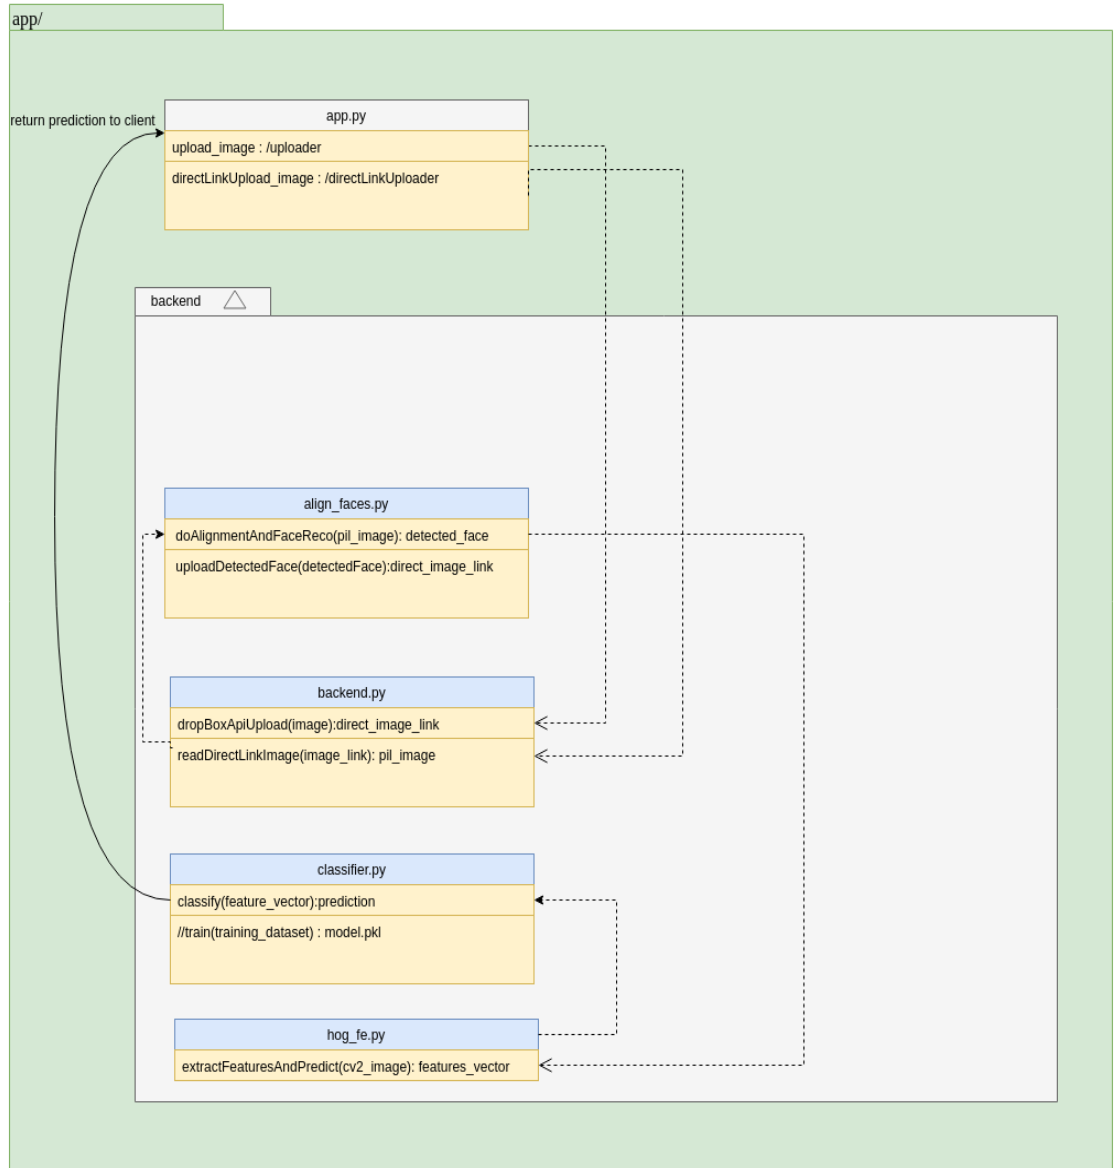 app/
return prediction to client
app.py
upload_image : /uploader
directLinkUpload_image : /directLinkUploader
backend
align_faces.py
doAlignmentAndFaceReco(pil_image): detected_face
uploadDetectedFace(detectedFace):direct_image_link
backend.py
dropBoxApiUpload(image):direct_image_link
readDirectLinkImage(image_link): pil_image
classifier.py
classify(feature_vector):prediction
//train(training_dataset) : model.pkl
hog_fe.py
extractFeaturesAndPredict(cv2_image): features_vector